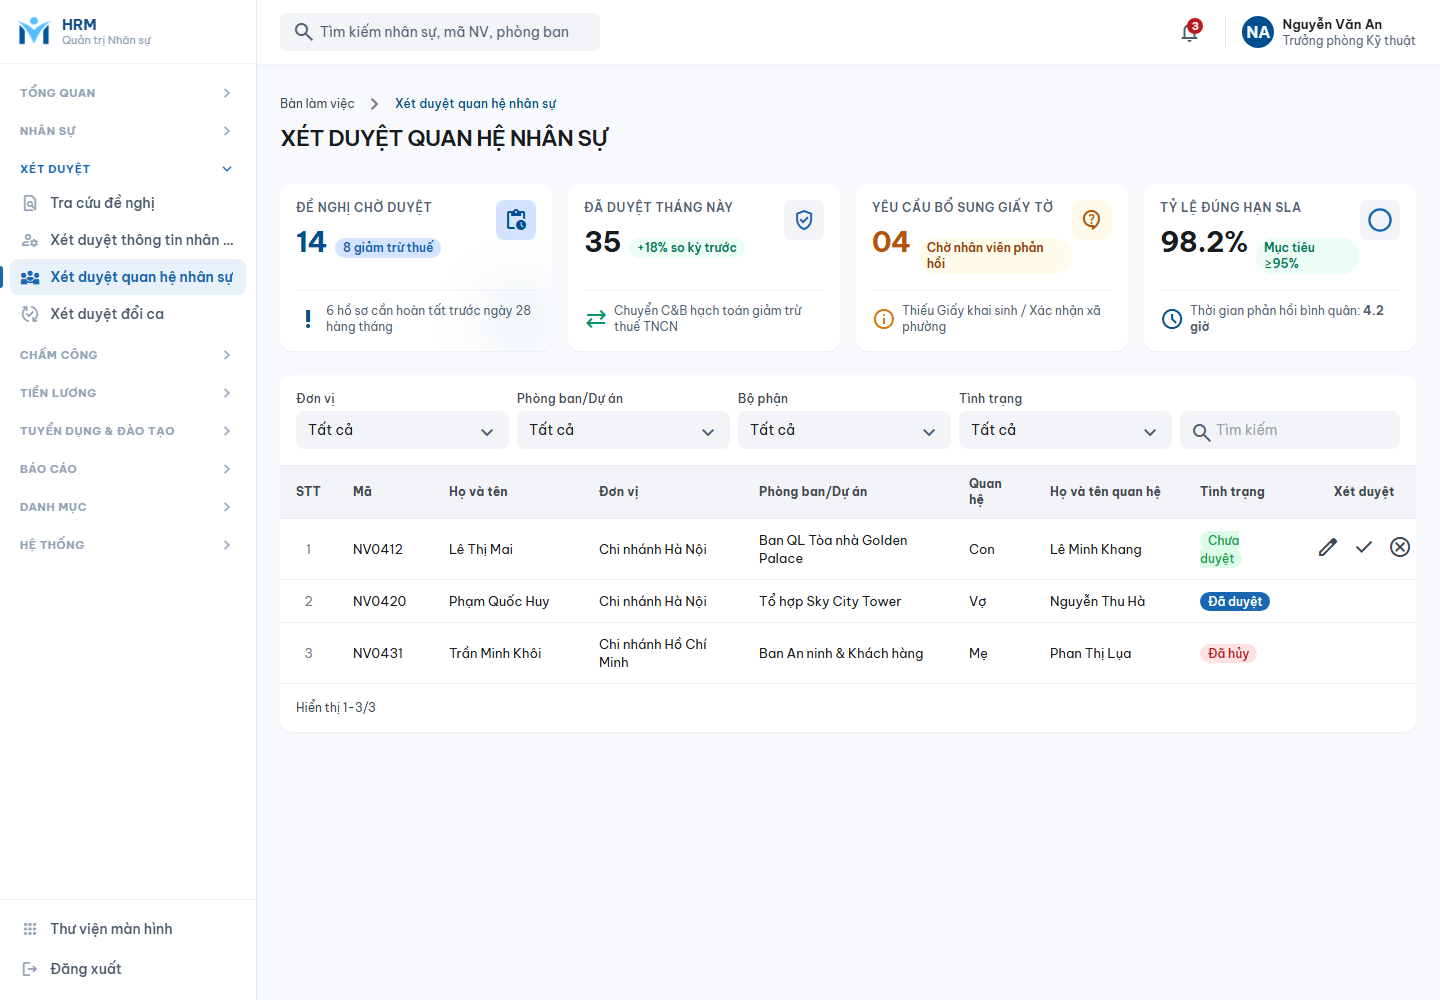 HRM
Quản trị Nhân sự
TỔNG QUAN
NHÂN SỰ
XÉT DUYỆT
Tra cứu đề nghị
Xét duyệt thông tin nhân ...
Xét duyệt quan hệ nhân sự
Xét duyệt đổi ca
CHẤM CÔNG
TIỀN LƯƠNG
TUYỂN DỤNG & ĐÀO TẠO
BÁO CÁO
DANH MỤC
HỆ THỐNG
Thư viện màn hình
Đăng xuất
Tìm kiếm nhân sự, mã NV, phòng ban
3
NA
Nguyễn Văn An
Trưởng phòng Kỹ thuật
Bàn làm việc
Xét duyệt quan hệ nhân sự
XÉT DUYỆT QUAN HỆ NHÂN SỰ
ĐỀ NGHỊ CHỜ DUYỆT
14 8 giảm trừ thuế
6 hồ sơ cần hoàn tất trước ngày 28
hàng tháng
ĐÃ DUYỆT THÁNG NÀY
35 +18% so kỳ trước
Chuyển C&B hạch toán giảm trừ
thuế TNCN
YÊU CẦU BỔ SUNG GIẤY TỜ
04 Chờ nhân viên phản
hồi
Thiếu Giấy khai sinh / Xác nhận xã
phường
TỶ LỆ ĐÚNG HẠN SLA
98.2% Mục tiêu
≥95%
Thời gian phản hồi bình quân: 4.2
giờ
Đơn vị
Tất cả
Phòng ban/Dự án
Tất cả
Bộ phận
Tất cả
Tình trạng
Tất cả
Tìm kiếm
STT Mã Họ và tên Đơn vị Phòng ban/Dự án Quan hệ Họ và tên quan hệ Tình trạng Xét duyệt
1 NV0412 Lê Thị Mai Chi nhánh Hà Nội Ban QL Tòa nhà Golden Palace Con Lê Minh Khang Chưa duyệt
2 NV0420 Phạm Quốc Huy Chi nhánh Hà Nội Tổ hợp Sky City Tower Vợ Nguyễn Thu Hà Đã duyệt
3 NV0431 Trần Minh Khôi Chi nhánh Hồ Chí Minh Ban An ninh & Khách hàng Mẹ Phan Thị Lụa Đã hủy
Hiển thị 1-3/3